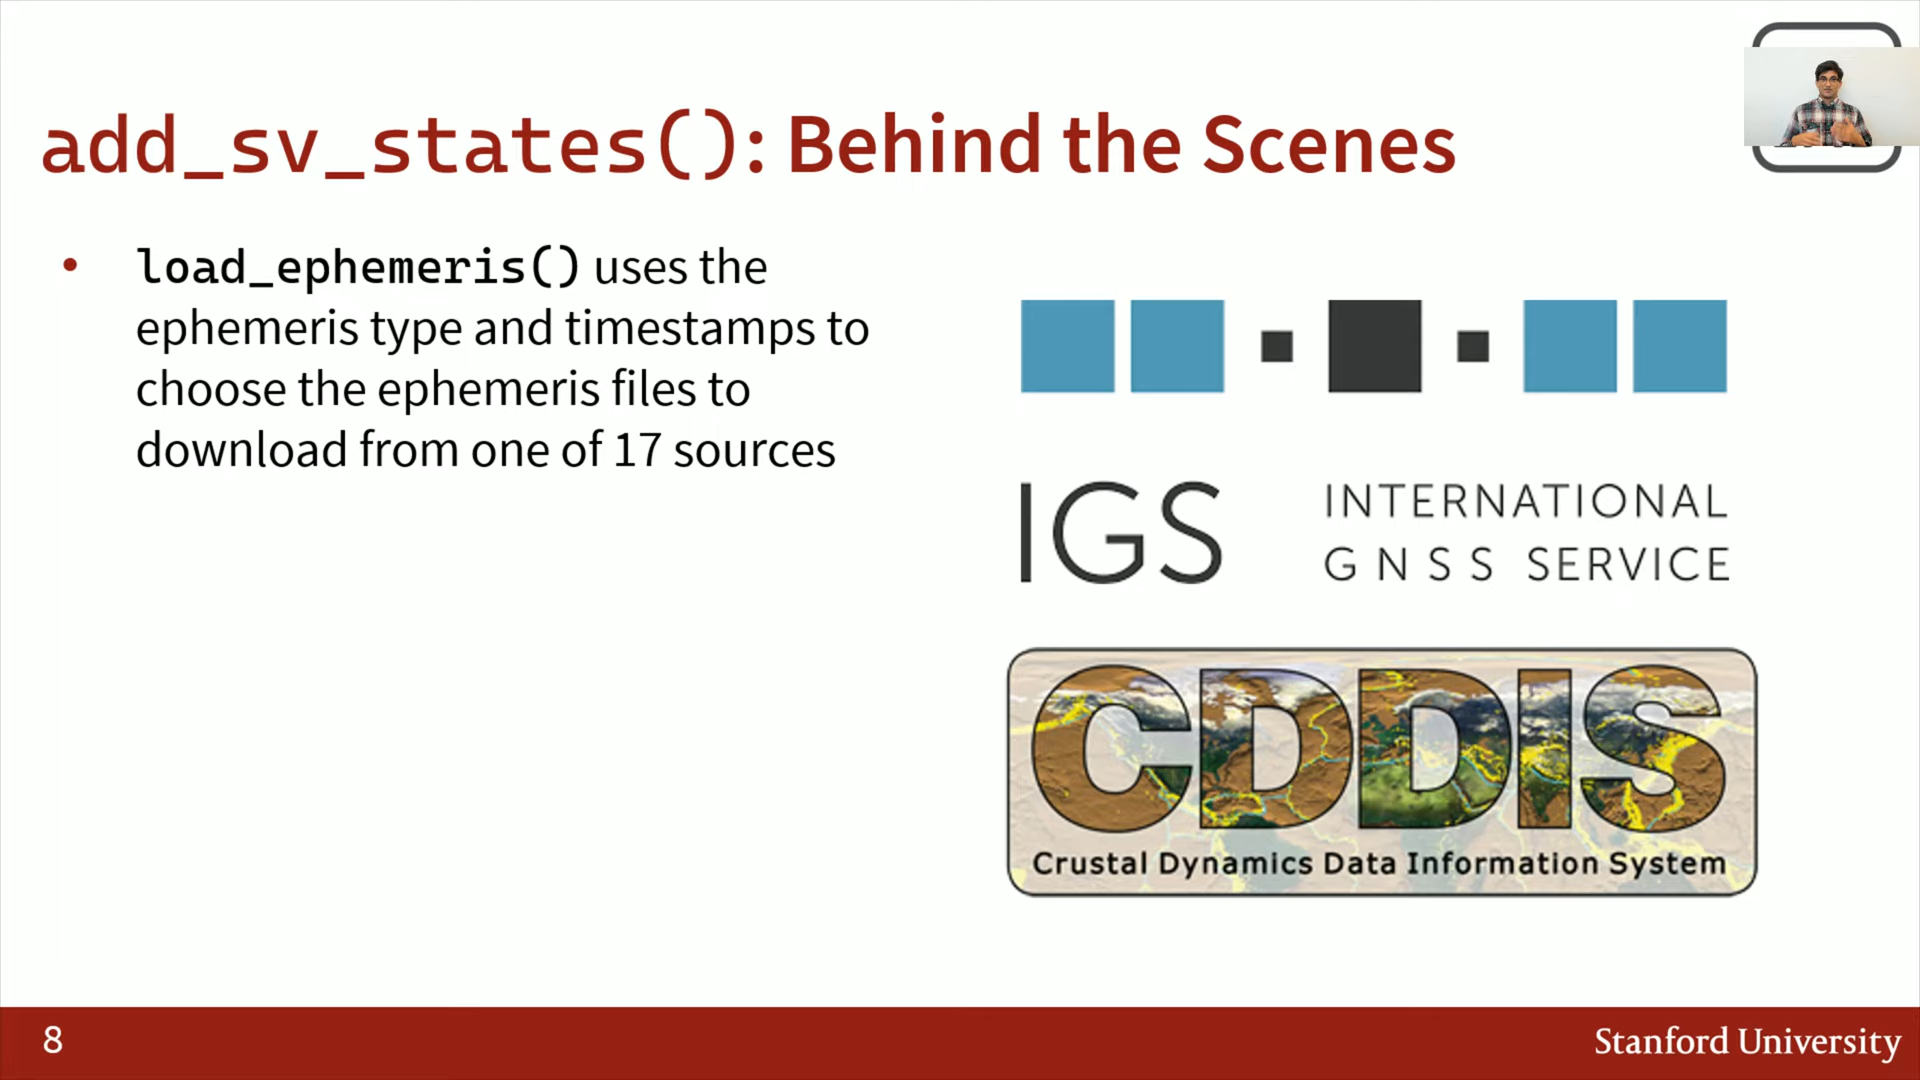 add_sv_states(): Behind the Scenes
• load_ephemeris() uses the
ephemeris type and timestamps to
choose the ephemeris files to
download from one of 17 sources
IGS
INTERNATIONAL
GNSS SERVICE
CDDIS
Crustal Dynamics Data Information System
8
Stanford University